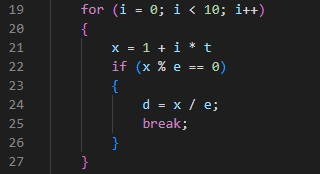 19 for (i = 0; i < 10; i++)
20 {
21 x = 1 + i * t
22 if (x % e == 0)
23 {
24 d = x / e;
25 break;
26 }
27 }